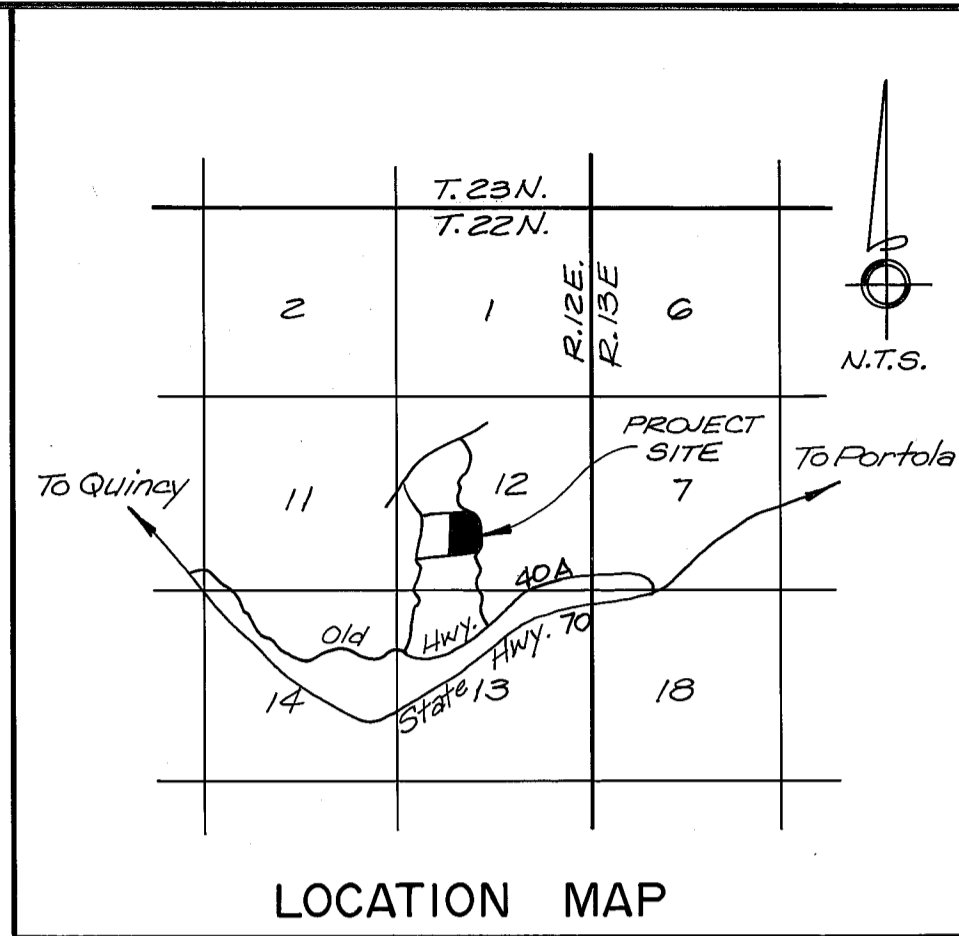 T. 23N.
T. 22N.
R.12E.
R.13E
2
1
6
N.T.S.
PROJECT
SITE
To Quincy
To Portola
11
12
7
40A
Old
Hwy.
State
Hwy. 70
14
13
18
LOCATION MAP